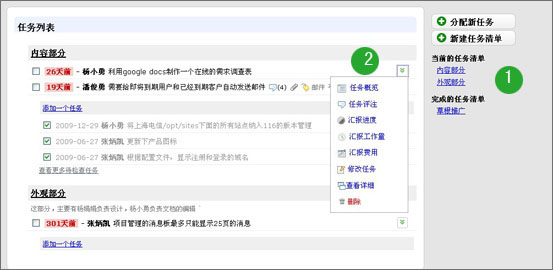 任务列表
内容部分
26天前 - 杨小勇 利用google docs制作一个在线的需求调查表
19天前 - 潘俊勇 需要给即将到期用户和已经到期客户自动发送邮件 (4) 邮件
添加一个任务
2009-12-29 杨小勇 将上海电信/opt/sites下面的所有站点纳入116的版本管理
2009-06-27 张炳凯 更新下产品图标
2009-06-27 张炳凯 根据配置文件，显示注册和登录的域名
查看更多待检查任务
外观部分
这部分，主要有杨楠楠负责设计，杨小勇负责文档的编辑
301天前 - 张炳凯 项目管理的消息板最多只能显示25页的消息
添加一个任务
2
任务概览
任务评注
汇报进度
汇报工作量
汇报费用
修改任务
查看详细
删除
分配新任务
新建任务清单
当前的任务清单
内容部分
外观部分
1
完成的任务清单
草根推广